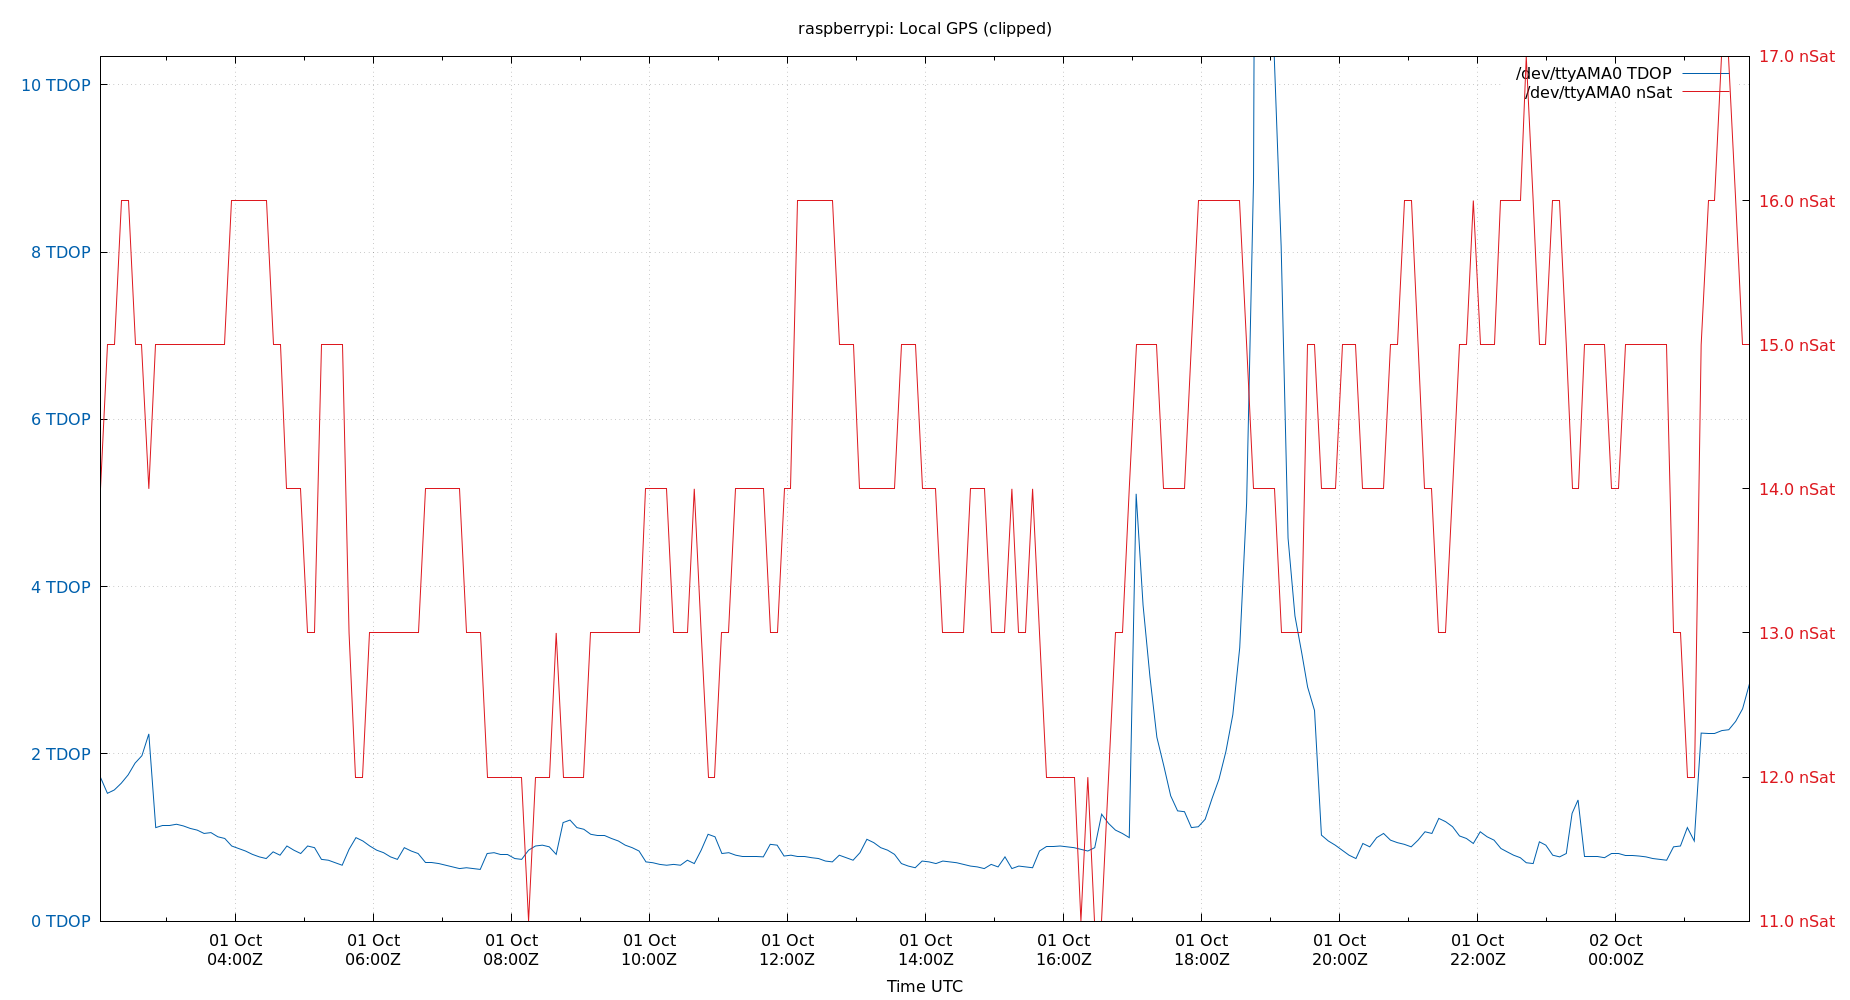 raspberrypi: Local GPS (clipped)
10 TDOP
8 TDOP
6 TDOP
4 TDOP
2 TDOP
0 TDOP
17.0 nSat
16.0 nSat
15.0 nSat
14.0 nSat
13.0 nSat
12.0 nSat
11.0 nSat
/dev/ttyAMA0 TDOP
/dev/ttyAMA0 nSat
01 Oct
04:00Z
01 Oct
06:00Z
01 Oct
08:00Z
01 Oct
10:00Z
01 Oct
12:00Z
01 Oct
14:00Z
01 Oct
16:00Z
01 Oct
18:00Z
01 Oct
20:00Z
01 Oct
22:00Z
02 Oct
00:00Z
Time UTC